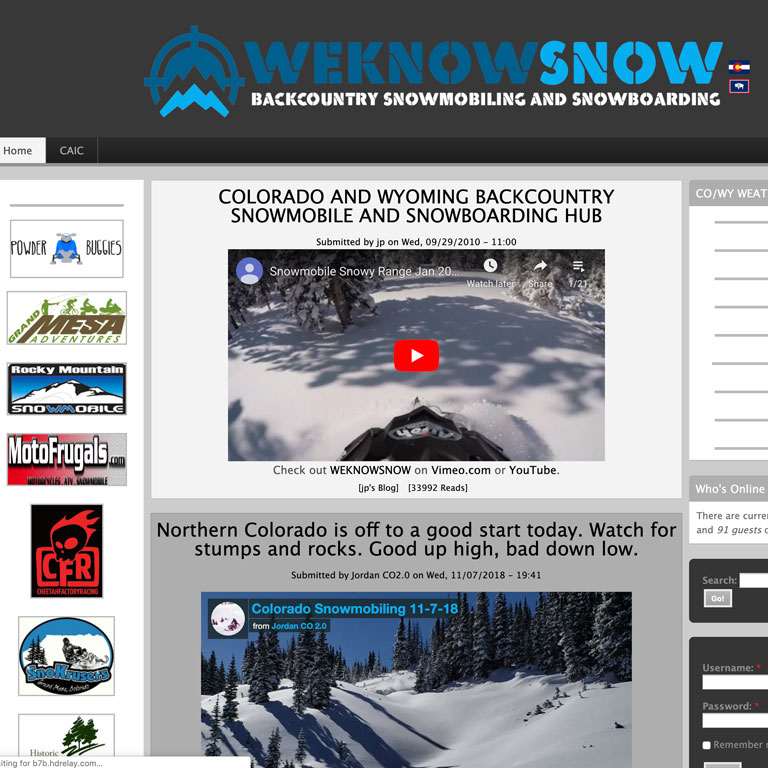 WEKNOWSNOW
BACKCOUNTRY SNOWMOBILING AND SNOWBOARDING
Home
CAIC
POWDER BUGGIES
GRAND MESA
ADVENTURES
Rocky Mountain
SNOWMOBILE
MotoFrugals.com
MOTORCYCLES ATV SNOWMOBILE
CFR
CHEETAHFACTORYRACING
SnoKrusers
Grand Mesa, Colorado
Historic
iting for b7b.hdrelay.com...
COLORADO AND WYOMING BACKCOUNTRY
SNOWMOBILE AND SNOWBOARDING HUB
Submitted by jp on Wed, 09/29/2010 - 11:00
Snowmobile Snowy Range Jan 20...
Watch later
Share
1/21
Check out WEKNOWSNOW on Vimeo.com or YouTube.
[jp's Blog] [33992 Reads]
Northern Colorado is off to a good start today. Watch for
stumps and rocks. Good up high, bad down low.
Submitted by Jordan CO2.0 on Wed, 11/07/2018 - 19:41
Colorado Snowmobiling 11-7-18
from Jordan CO 2.0
CO/WY WEAT
Who's Online
There are curre
and 91 guests o
Search:
Go!
Username: *
Password: *
Remember